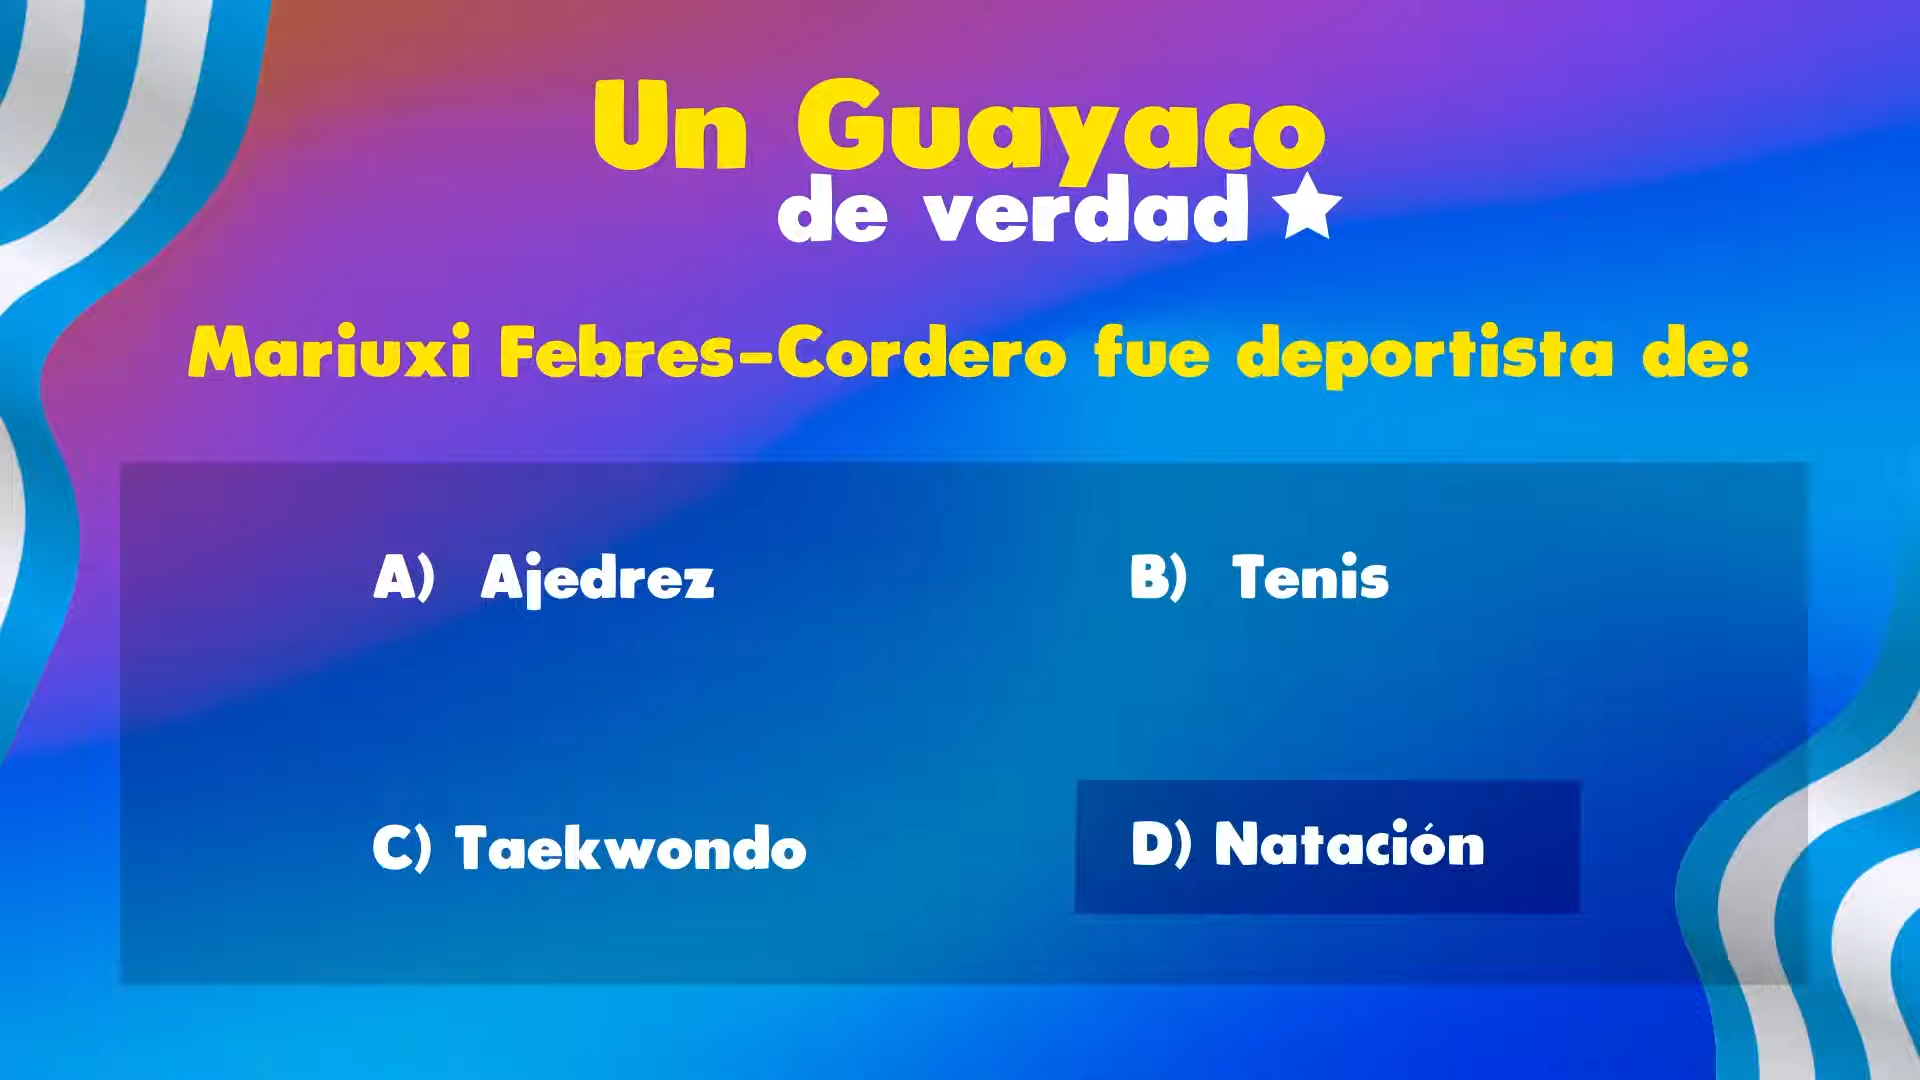 Un Guayaco
de verdad
Mariuxi Febres-Cordero fue deportista de:
A) Ajedrez
B) Tenis
C) Taekwondo
D) Natación